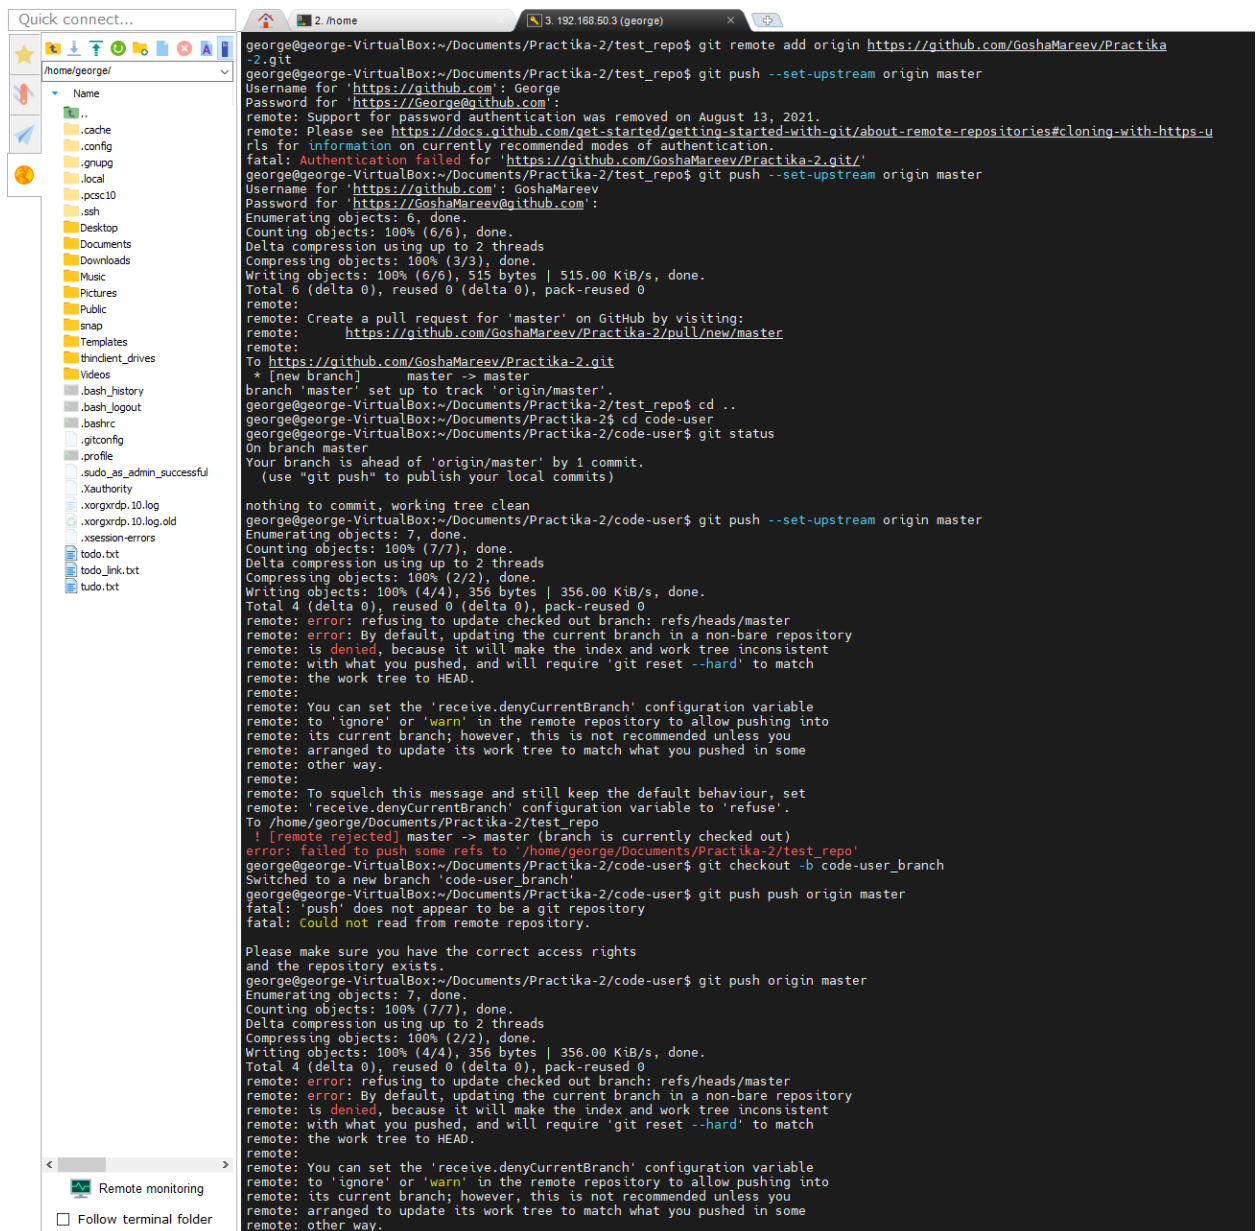 Quick connect...
2. /home
3. 192.168.50.3 (george)
/home/george/
Name
..
.cache
.config
.gnupg
.local
.pcsc10
.ssh
Desktop
Documents
Downloads
Music
Pictures
Public
snap
Templates
thinclient_drives
Videos
.bash_history
.bash_logout
.bashrc
.gitconfig
.profile
.sudo_as_admin_successful
.Xauthority
.xorgxrdp.10.log
.xorgxrdp.10.log.old
.xsession-errors
todo.txt
todo_link.txt
tudo.txt
Remote monitoring
Follow terminal folder
george@george-VirtualBox:~/Documents/Practika-2/test_repo$ git remote add origin https://github.com/GoshaMareev/Practika
-2.git
george@george-VirtualBox:~/Documents/Practika-2/test_repo$ git push --set-upstream origin master
Username for 'https://github.com': George
Password for 'https://George@github.com':
remote: Support for password authentication was removed on August 13, 2021.
remote: Please see https://docs.github.com/get-started/getting-started-with-git/about-remote-repositories#cloning-with-https-u
rls for information on currently recommended modes of authentication.
fatal: Authentication failed for 'https://github.com/GoshaMareev/Practika-2.git/'
george@george-VirtualBox:~/Documents/Practika-2/test_repo$ git push --set-upstream origin master
Username for 'https://github.com': GoshaMareev
Password for 'https://GoshaMareev@github.com':
Enumerating objects: 6, done.
Counting objects: 100% (6/6), done.
Delta compression using up to 2 threads
Compressing objects: 100% (3/3), done.
Writing objects: 100% (6/6), 515 bytes | 515.00 KiB/s, done.
Total 6 (delta 0), reused 0 (delta 0), pack-reused 0
remote:
remote: Create a pull request for 'master' on GitHub by visiting:
remote:      https://github.com/GoshaMareev/Practika-2/pull/new/master
remote:
To https://github.com/GoshaMareev/Practika-2.git
 * [new branch]      master -> master
branch 'master' set up to track 'origin/master'.
george@george-VirtualBox:~/Documents/Practika-2/test_repo$ cd ..
george@george-VirtualBox:~/Documents/Practika-2$ cd code-user
george@george-VirtualBox:~/Documents/Practika-2/code-user$ git status
On branch master
Your branch is ahead of 'origin/master' by 1 commit.
  (use "git push" to publish your local commits)
nothing to commit, working tree clean
george@george-VirtualBox:~/Documents/Practika-2/code-user$ git push --set-upstream origin master
Enumerating objects: 7, done.
Counting objects: 100% (7/7), done.
Delta compression using up to 2 threads
Compressing objects: 100% (2/2), done.
Writing objects: 100% (4/4), 356 bytes | 356.00 KiB/s, done.
Total 4 (delta 0), reused 0 (delta 0), pack-reused 0
remote: error: refusing to update checked out branch: refs/heads/master
remote: error: By default, updating the current branch in a non-bare repository
remote: is denied, because it will make the index and work tree inconsistent
remote: with what you pushed, and will require 'git reset --hard' to match
remote: the work tree to HEAD.
remote:
remote: You can set the 'receive.denyCurrentBranch' configuration variable
remote: to 'ignore' or 'warn' in the remote repository to allow pushing into
remote: its current branch; however, this is not recommended unless you
remote: arranged to update its work tree to match what you pushed in some
remote: other way.
remote:
remote: To squelch this message and still keep the default behaviour, set
remote: 'receive.denyCurrentBranch' configuration variable to 'refuse'.
To /home/george/Documents/Practika-2/test_repo
 ! [remote rejected] master -> master (branch is currently checked out)
error: failed to push some refs to '/home/george/Documents/Practika-2/test_repo'
george@george-VirtualBox:~/Documents/Practika-2/code-user$ git checkout -b code-user_branch
Switched to a new branch 'code-user_branch'
george@george-VirtualBox:~/Documents/Practika-2/code-user$ git push push origin master
fatal: 'push' does not appear to be a git repository
fatal: Could not read from remote repository.
Please make sure you have the correct access rights
and the repository exists.
george@george-VirtualBox:~/Documents/Practika-2/code-user$ git push origin master
Enumerating objects: 7, done.
Counting objects: 100% (7/7), done.
Delta compression using up to 2 threads
Compressing objects: 100% (2/2), done.
Writing objects: 100% (4/4), 356 bytes | 356.00 KiB/s, done.
Total 4 (delta 0), reused 0 (delta 0), pack-reused 0
remote: error: refusing to update checked out branch: refs/heads/master
remote: error: By default, updating the current branch in a non-bare repository
remote: is denied, because it will make the index and work tree inconsistent
remote: with what you pushed, and will require 'git reset --hard' to match
remote: the work tree to HEAD.
remote:
remote: You can set the 'receive.denyCurrentBranch' configuration variable
remote: to 'ignore' or 'warn' in the remote repository to allow pushing into
remote: its current branch; however, this is not recommended unless you
remote: arranged to update its work tree to match what you pushed in some
remote: other way.